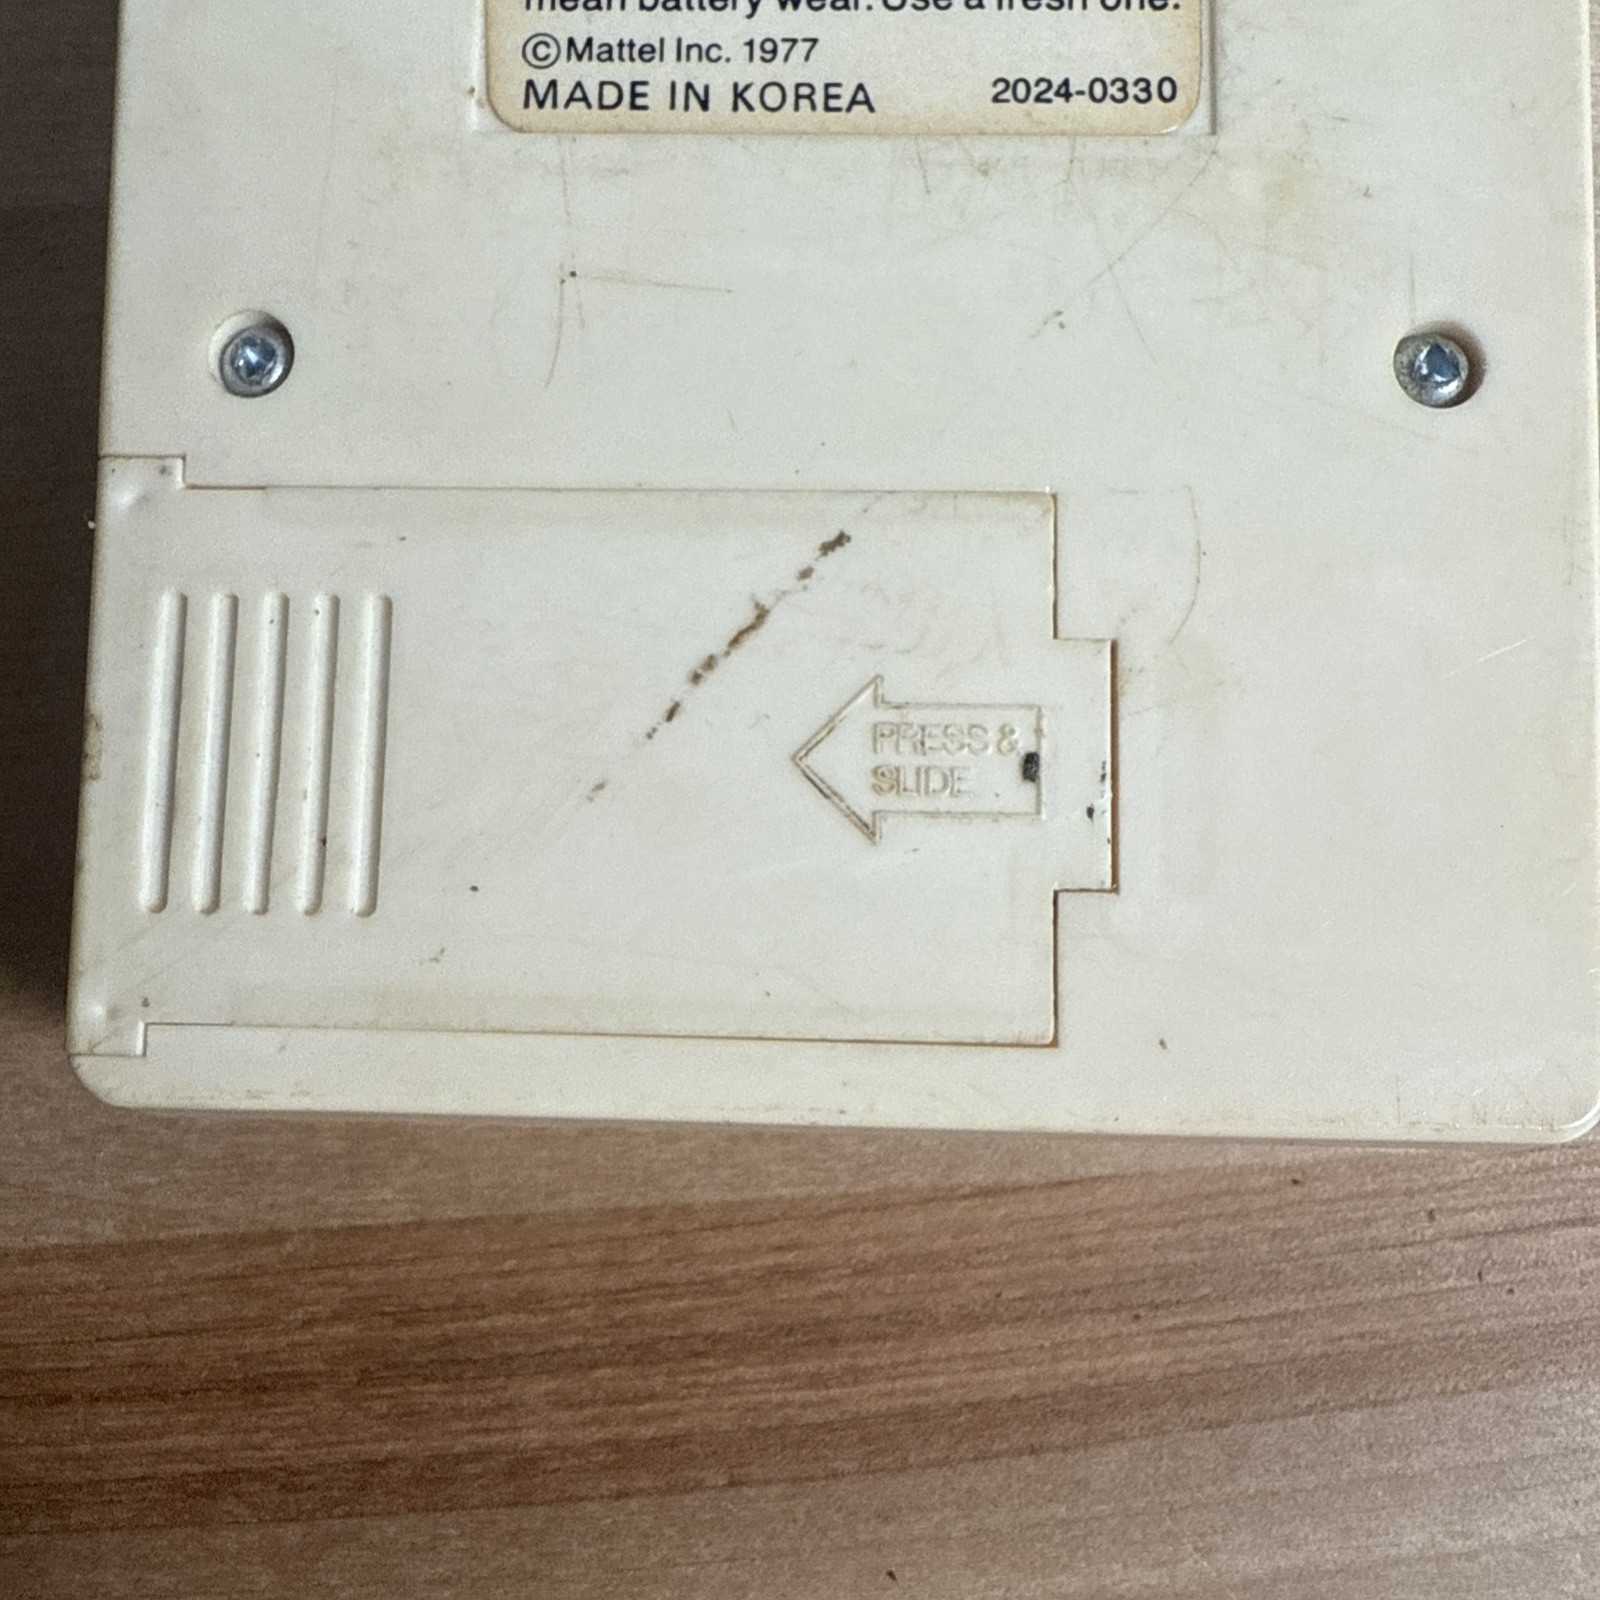 mean battery wear. Use a fresh one.
©Mattel Inc. 1977
MADE IN KOREA 2024-0330
PRESS &
SLIDE